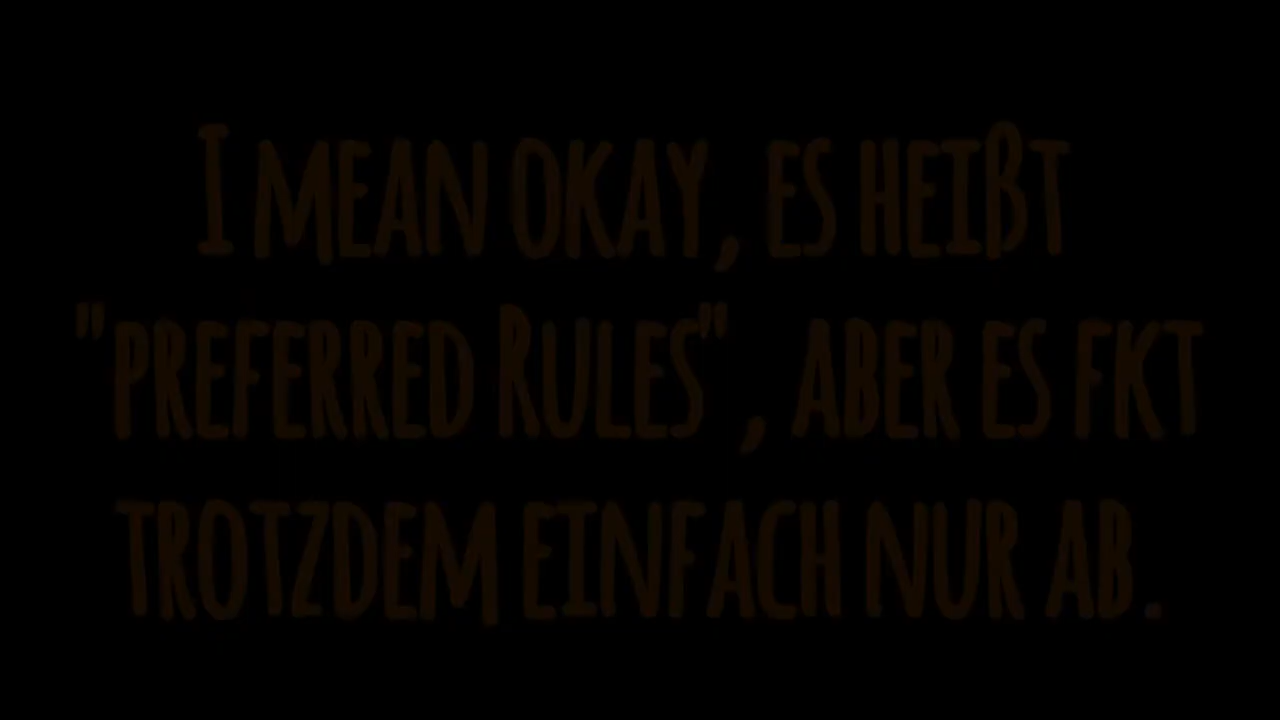 I mean okay, es heißt
"preferred Rules" , aber es fkt
trotzdem einfach nur ab.